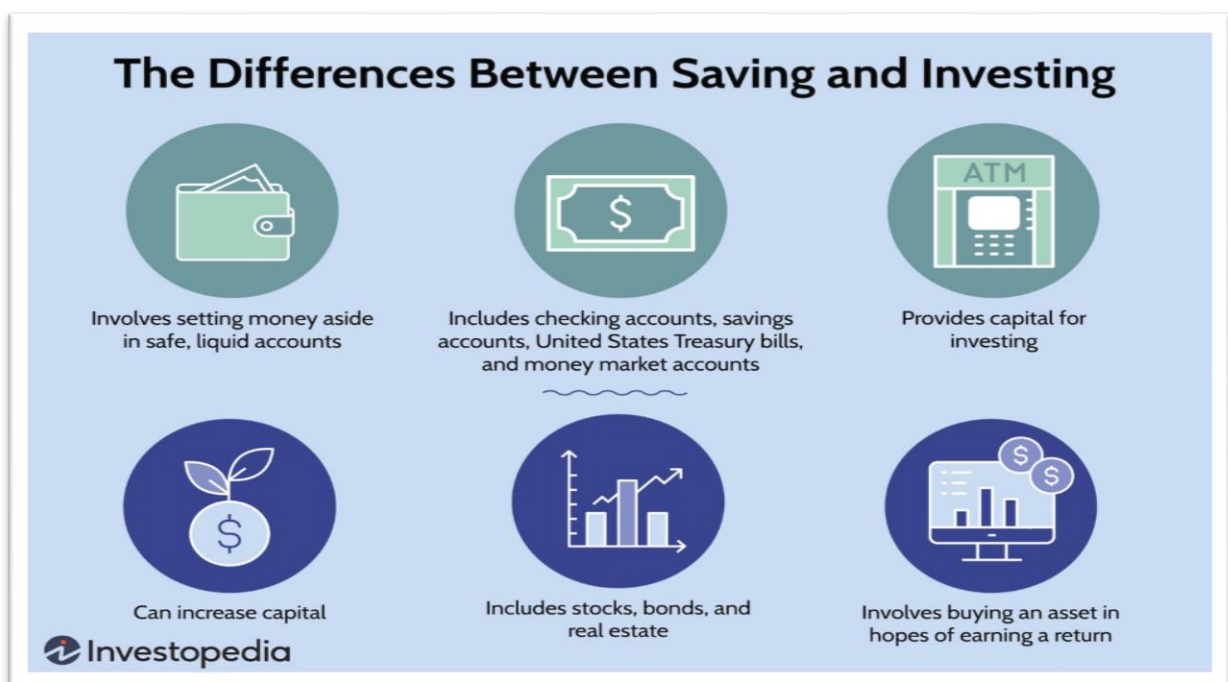 The Differences Between Saving and Investing
$
ATM
Involves setting money aside
in safe, liquid accounts
Includes checking accounts, savings
accounts, United States Treasury bills,
and money market accounts
Provides capital for
investing
$
$
$
Can increase capital
Includes stocks, bonds, and
real estate
Involves buying an asset in
hopes of earning a return
Investopedia